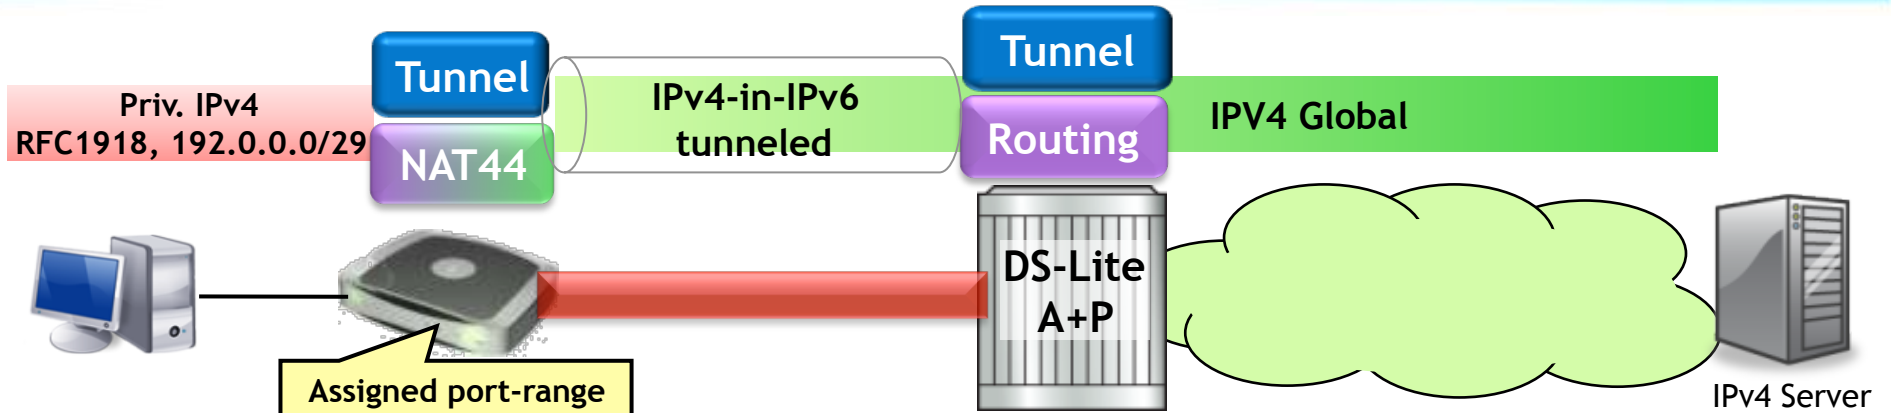 Tunnel
Tunnel
Priv. IPv4
RFC1918, 192.0.0.0/29
NAT44
IPv4-in-IPv6
tunneled
Routing
IPV4 Global
DS-Lite
A+P
Assigned port-range
IPv4 Server